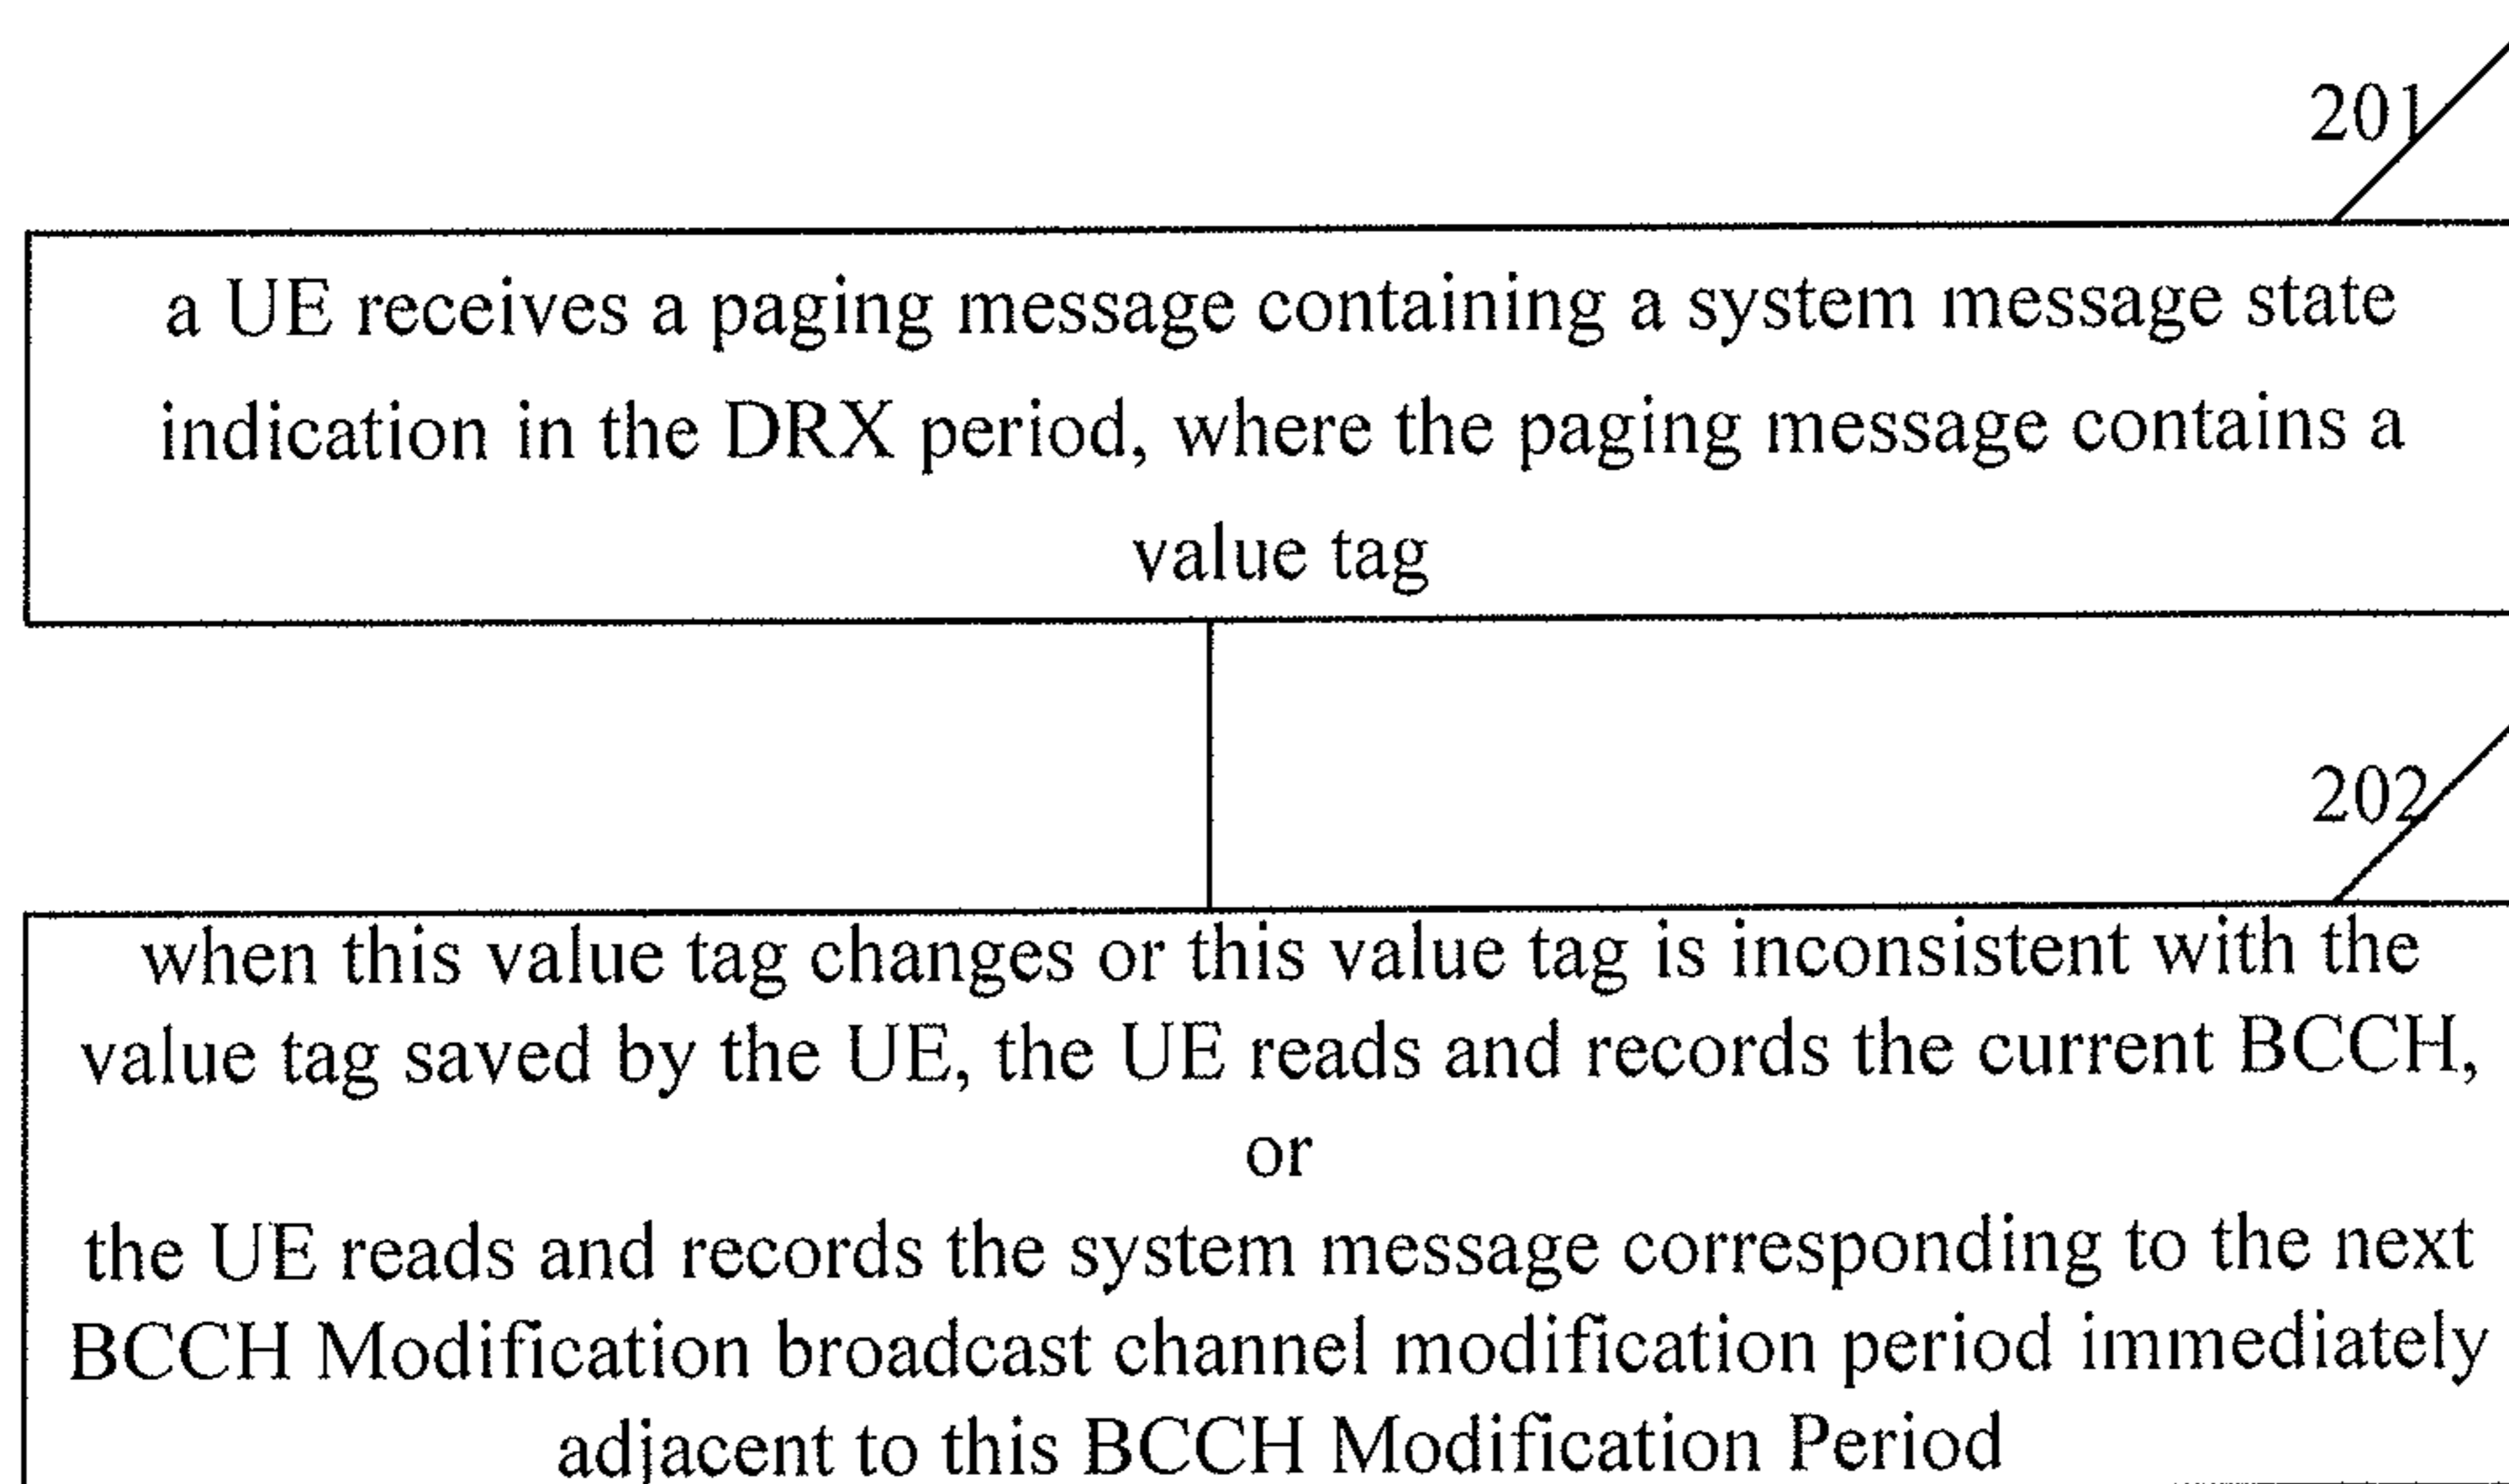 201
a UE receives a paging message containing a system message state
indication in the DRX period, where the paging message contains a
value tag
202
when this value tag changes or this value tag is inconsistent with the
value tag saved by the UE, the UE reads and records the current BCCH,
or
the UE reads and records the system message corresponding to the next
BCCH Modification broadcast channel modification period immediately
adjacent to this BCCH Modification Period